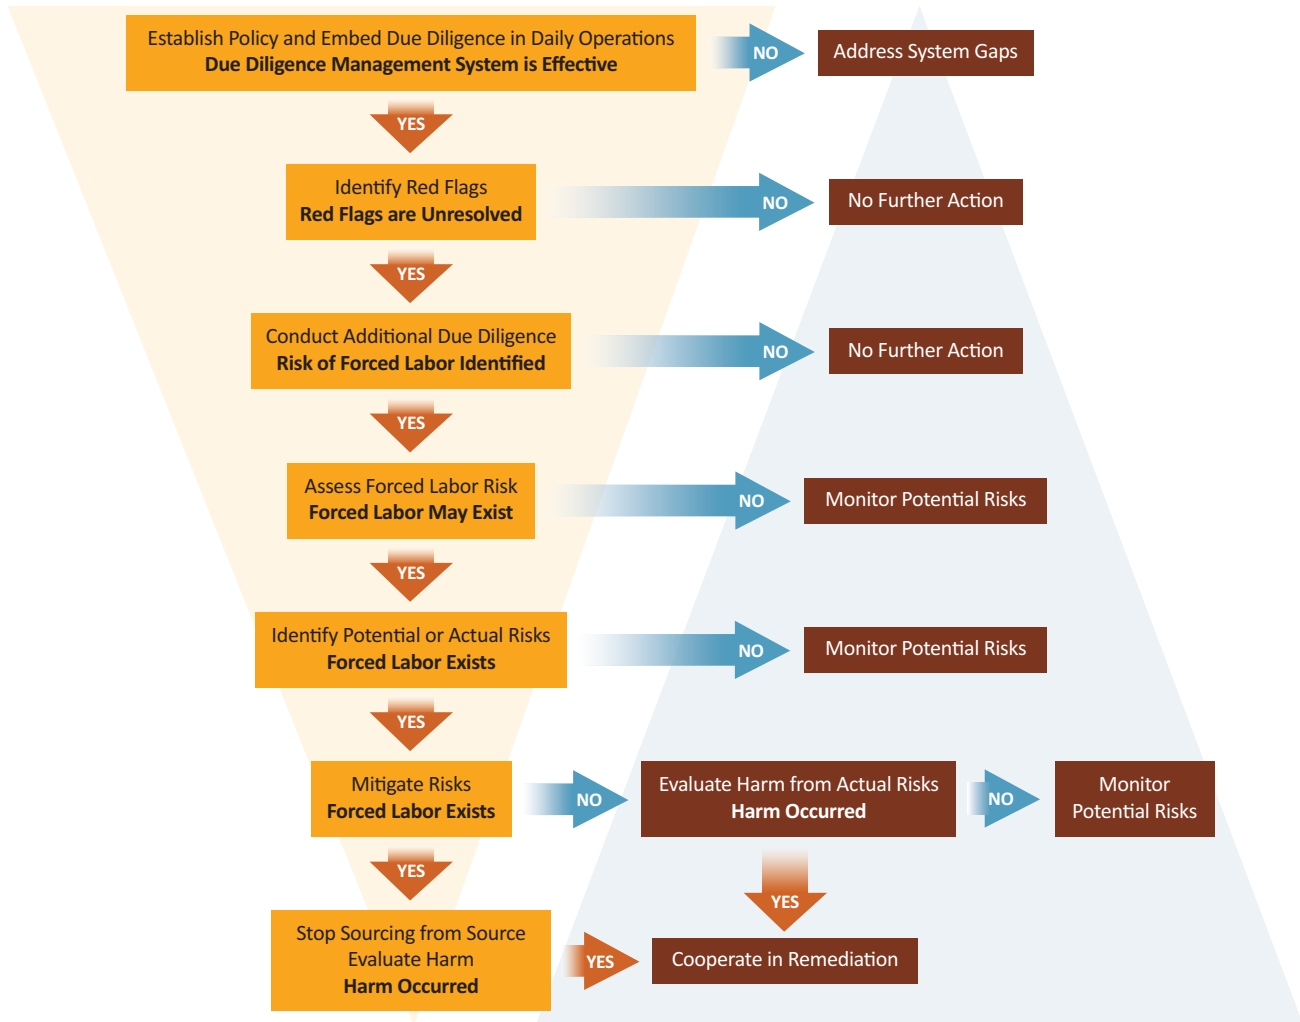 Establish Policy and Embed Due Diligence in Daily Operations
Due Diligence Management System is Effective
NO
Address System Gaps
YES
Identify Red Flags
Red Flags are Unresolved
NO
No Further Action
YES
Conduct Additional Due Diligence
Risk of Forced Labor Identified
NO
No Further Action
YES
Assess Forced Labor Risk
Forced Labor May Exist
NO
Monitor Potential Risks
YES
Identify Potential or Actual Risks
Forced Labor Exists
NO
Monitor Potential Risks
YES
Mitigate Risks
Forced Labor Exists
NO
Evaluate Harm from Actual Risks
Harm Occurred
NO
Monitor
Potential Risks
YES
YES
Stop Sourcing from Source
Evaluate Harm
Harm Occurred
YES
Cooperate in Remediation